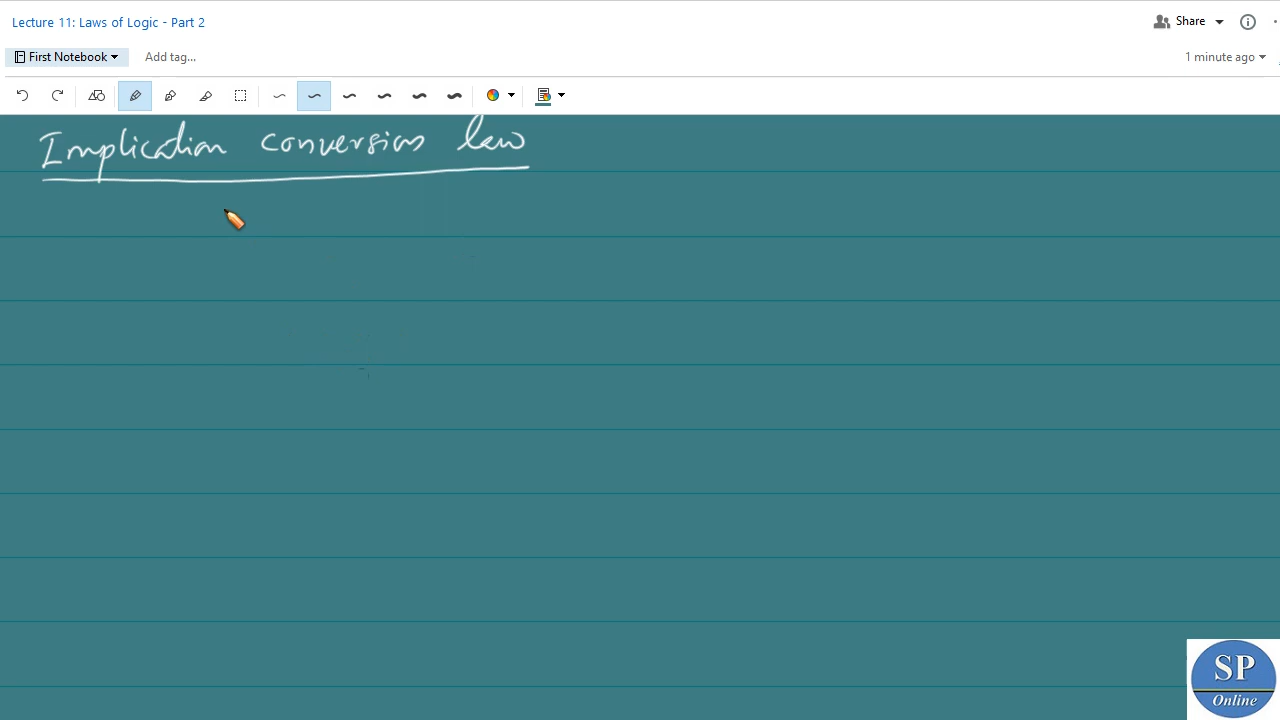 Lecture 11: Laws of Logic - Part 2
Share
First Notebook
Add tag...
1 minute ago
Implication conversion law
SP
Online